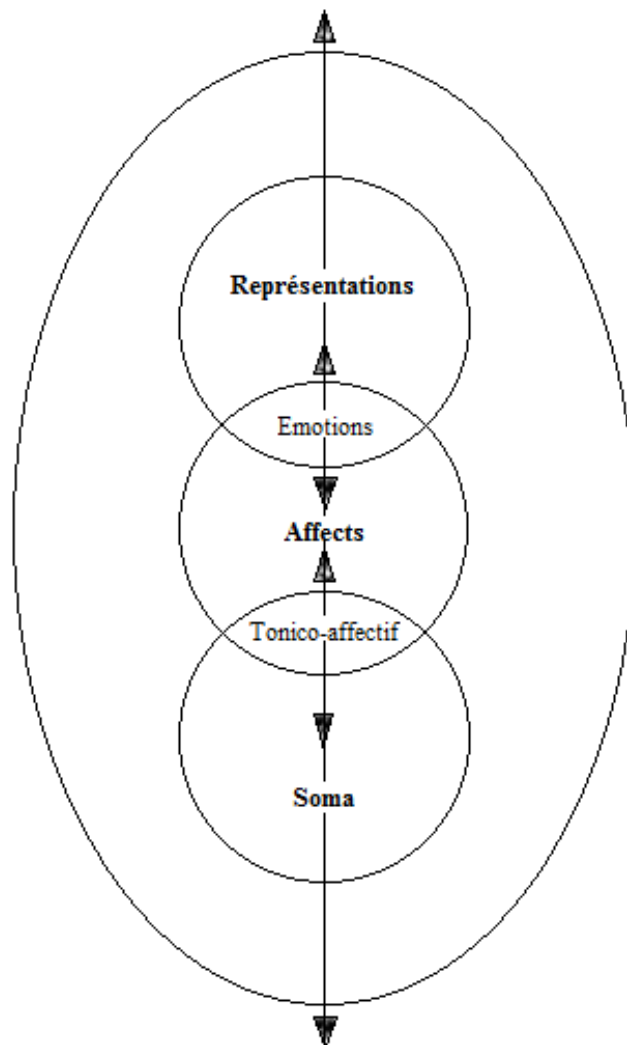 Représentations
Emotions
Affects
Tonico-affectif
Soma